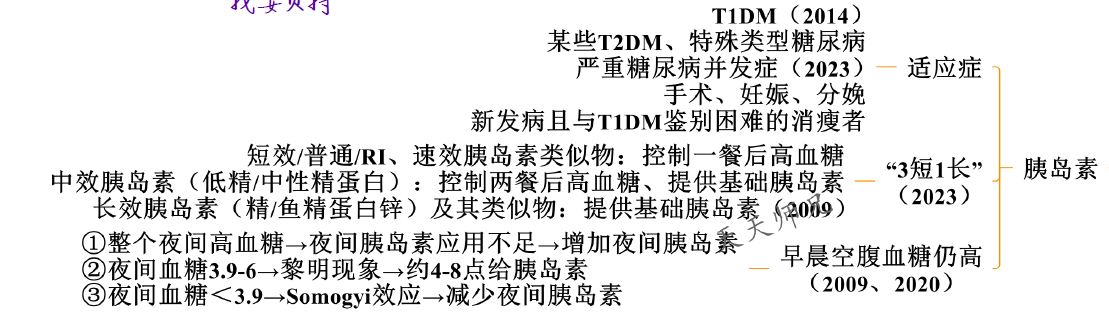 T1DM（2014）
某些T2DM、特殊类型糖尿病
严重糖尿病并发症（2023）
手术、妊娠、分娩
新发病且与T1DM鉴别困难的消瘦者
适应症
短效/普通/RI、速效胰岛素类似物：控制一餐后高血糖
中效胰岛素（低精/中性精蛋白）：控制两餐后高血糖、提供基础胰岛素
长效胰岛素（精/鱼精蛋白锌）及其类似物：提供基础胰岛素（2009）
“3短1长”
（2023）
胰岛素
①整个夜间高血糖→夜间胰岛素应用不足→增加夜间胰岛素
②夜间血糖3.9-6→黎明现象→约4-8点给胰岛素
③夜间血糖＜3.9→Somogyi效应→减少夜间胰岛素
早晨空腹血糖仍高
（2009、2020）